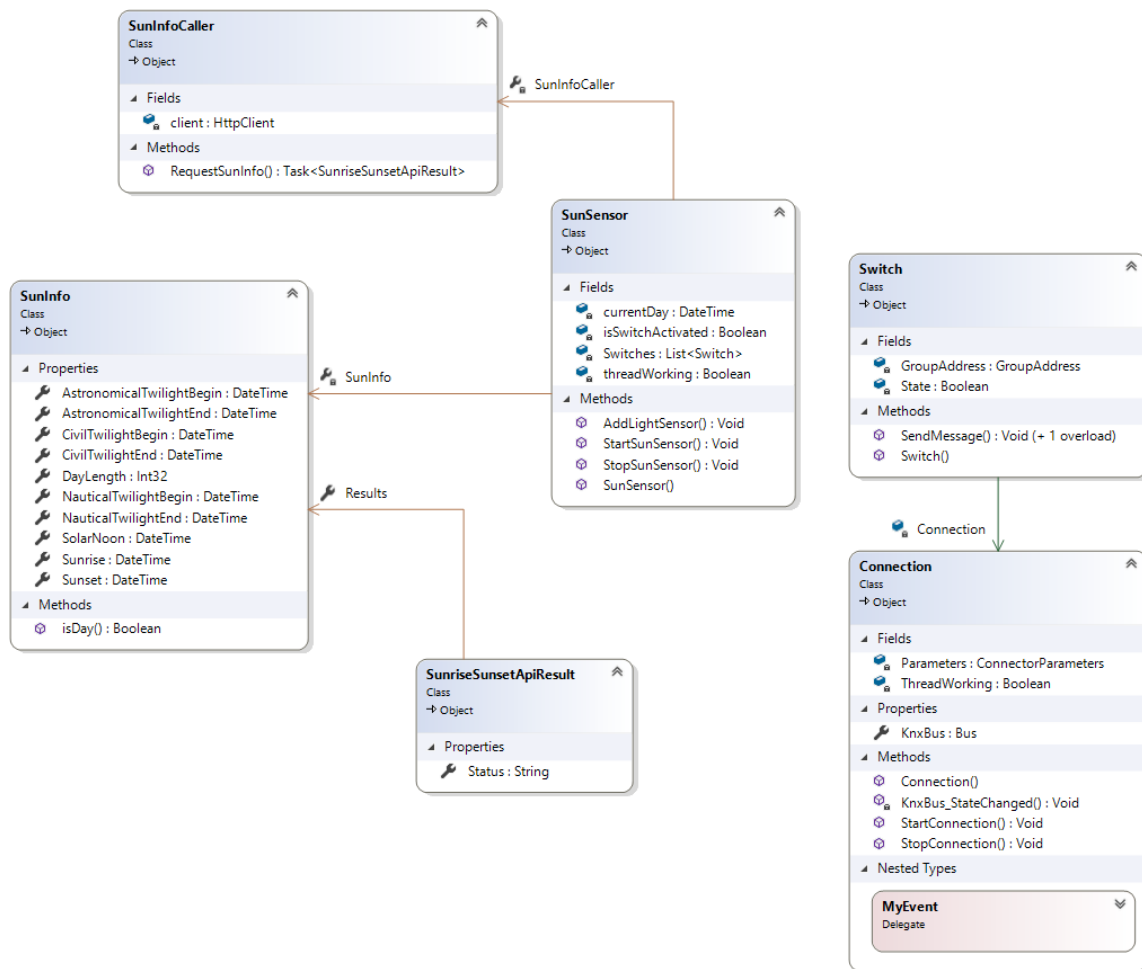 SunInfoCaller
Class
→ Object
Fields
client : HttpClient
Methods
RequestSunInfo() : Task<SunriseSunsetApiResult>
SunInfoCaller
SunSensor
Class
→ Object
Fields
currentDay : DateTime
isSwitchActivated : Boolean
Switches : List<Switch>
threadWorking : Boolean
Methods
AddLightSensor() : Void
StartSunSensor() : Void
StopSunSensor() : Void
SunSensor()
SunInfo
Class
→ Object
Properties
AstronomicalTwilightBegin : DateTime
AstronomicalTwilightEnd : DateTime
CivilTwilightBegin : DateTime
CivilTwilightEnd : DateTime
DayLength : Int32
NauticalTwilightBegin : DateTime
NauticalTwilightEnd : DateTime
SolarNoon : DateTime
Sunrise : DateTime
Sunset : DateTime
Methods
isDay() : Boolean
SunInfo
Results
SunriseSunsetApiResult
Class
→ Object
Properties
Status : String
Switch
Class
→ Object
Fields
GroupAddress : GroupAddress
State : Boolean
Methods
SendMessage() : Void (+ 1 overload)
Switch()
Connection
Connection
Class
→ Object
Fields
Parameters : ConnectorParameters
ThreadWorking : Boolean
Properties
KnxBus : Bus
Methods
Connection()
KnxBus_StateChanged() : Void
StartConnection() : Void
StopConnection() : Void
Nested Types
MyEvent
Delegate